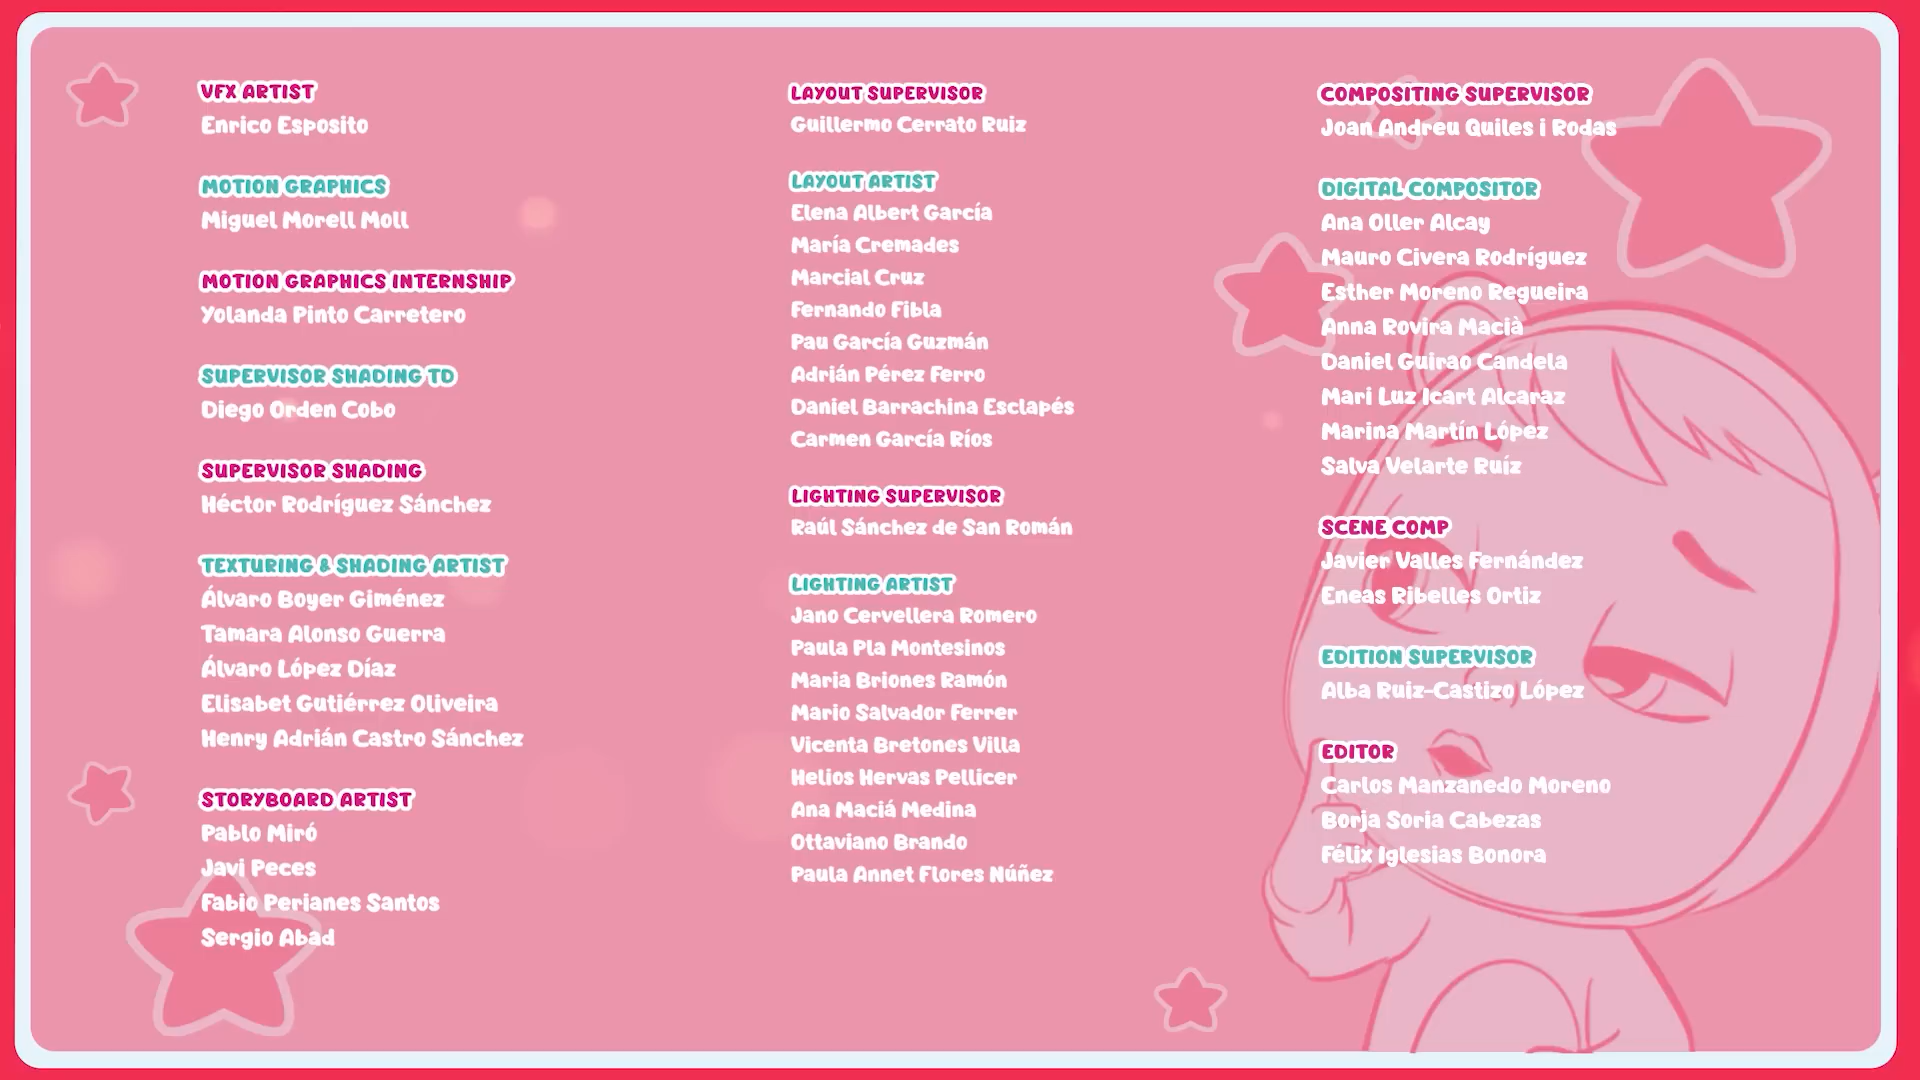 VFX ARTIST
Enrico Esposito
MOTION GRAPHICS
Miguel Morell Moll
MOTION GRAPHICS INTERNSHIP
Yolanda Pinto Carretero
SUPERVISOR SHADING TD
Diego Orden Cobo
SUPERVISOR SHADING
Héctor Rodríguez Sánchez
TEXTURING & SHADING ARTIST
Álvaro Boyer Giménez
Tamara Alonso Guerra
Álvaro López Díaz
Elisabet Gutiérrez Oliveira
Henry Adrián Castro Sánchez
STORYBOARD ARTIST
Pablo Miró
Javi Peces
Fabio Perianes Santos
Sergio Abad
LAYOUT SUPERVISOR
Guillermo Cerrato Ruiz
LAYOUT ARTIST
Elena Albert García
María Cremades
Marcial Cruz
Fernando Fibla
Pau García Guzmán
Adrián Pérez Ferro
Daniel Barrachina Esclapés
Carmen García Ríos
LIGHTING SUPERVISOR
Raúl Sánchez de San Román
LIGHTING ARTIST
Jano Cervellera Romero
Paula Pla Montesinos
Maria Briones Ramón
Mario Salvador Ferrer
Vicenta Bretones Villa
Helios Hervas Pellicer
Ana Maciá Medina
Ottaviano Brando
Paula Annet Flores Núñez
COMPOSITING SUPERVISOR
Joan Andreu Quiles i Rodas
DIGITAL COMPOSITOR
Ana Oller Alcay
Mauro Civera Rodríguez
Esther Moreno Regueira
Anna Rovira Macià
Daniel Guirao Candela
Mari Luz Icart Alcaraz
Marina Martín López
Salva Velarte Ruíz
SCENE COMP
Javier Valles Fernández
Eneas Ribelles Ortiz
EDITION SUPERVISOR
Alba Ruiz-Castizo López
EDITOR
Carlos Manzanedo Moreno
Borja Soria Cabezas
Félix Iglesias Bonora